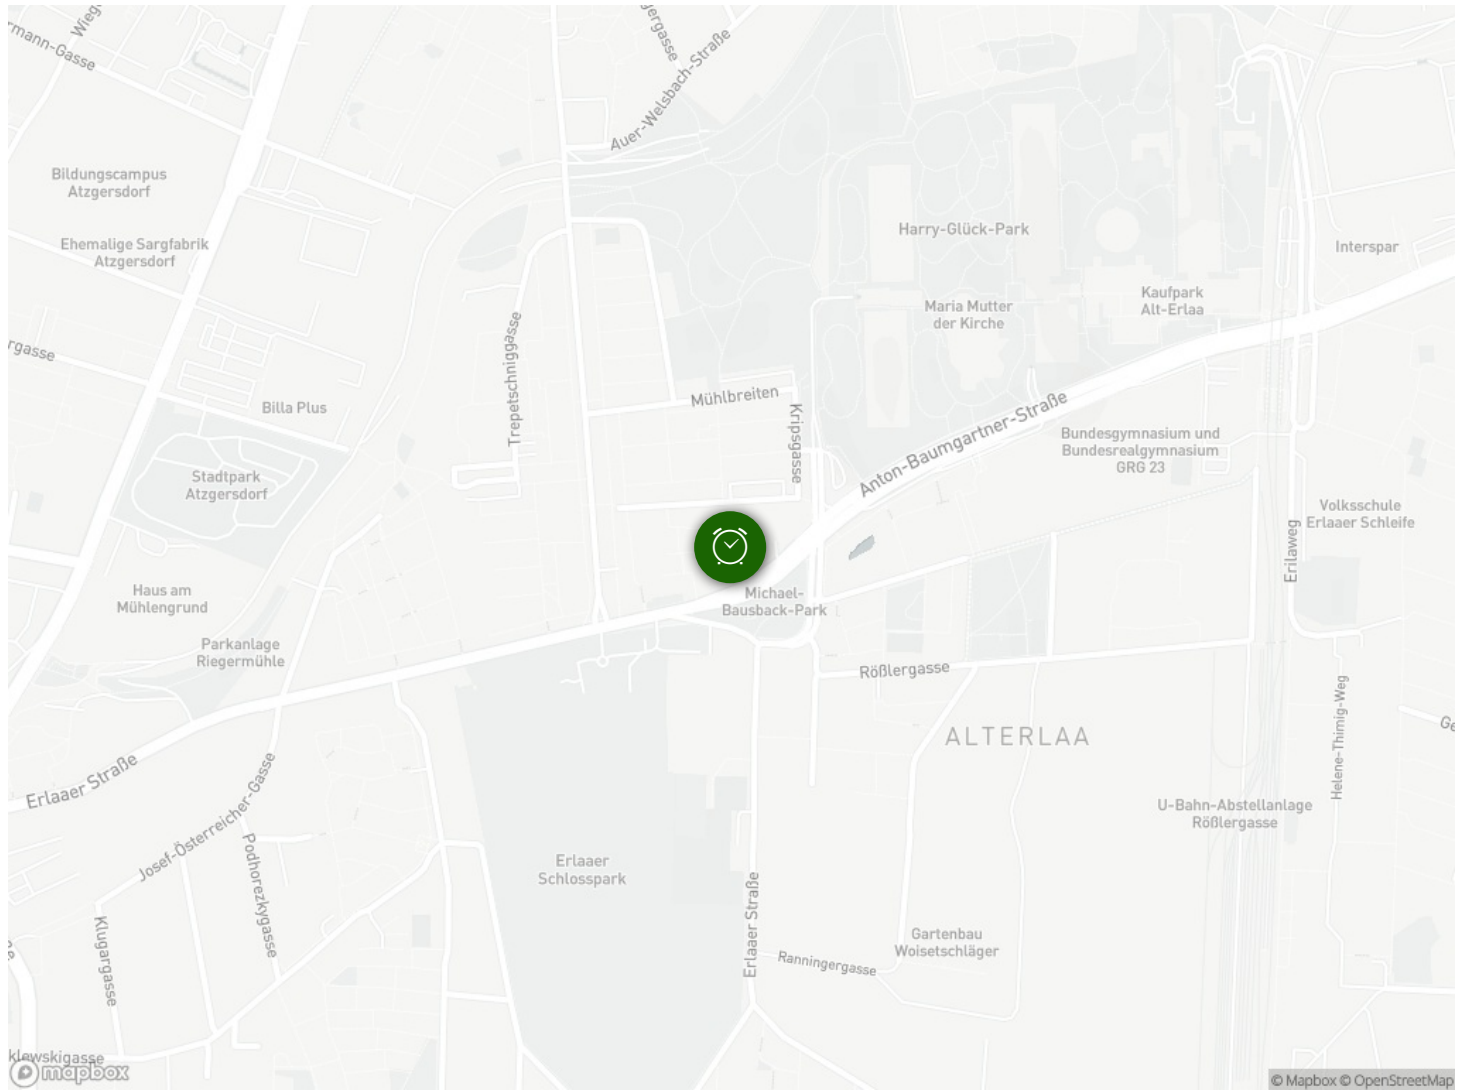 Wieg
rmann-Gasse
gergasse
Auer-Welsbach-Straße
Bildungscampus
Atzgersdorf
Ehemalige Sargfabrik
Atzgersdorf
Harry-Glück-Park
Interspar
Kaufpark
Alt-Erlaa
Maria Mutter
der Kirche
rgasse
Trepetschniggasse
Billa Plus
Mühlbreiten
Kripsgasse
Anton-Baumgartner-Straße
Bundesgymnasium und
Bundesrealgymnasium
GRG 23
Stadtpark
Atzgersdorf
Volksschule
Erlaaer Schleife
Erilaweg
Haus am
Mühlengrund
Michael-
Bausback-Park
Parkanlage
Riegermühle
Rößlergasse
Helene-Thimig-Weg
Ge
ALTERLAA
Erlaaer Straße
Josef-Österreicher-Gasse
U-Bahn-Abstellanlage
Rößlergasse
Podhorezkygasse
Erlaaer
Schlosspark
Erlaaer Straße
Klugargasse
Gartenbau
Woisetschläger
Ranningergasse
klewskigasse
mapbox
© Mapbox © OpenStreetMap